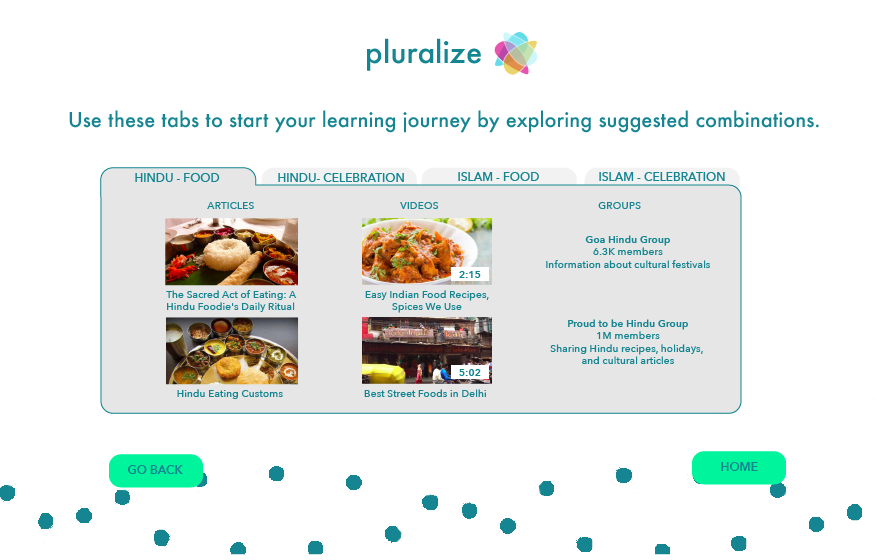 pluralize
Use these tabs to start your learning journey by exploring suggested combinations.
HINDU - FOOD
HINDU- CELEBRATION
ISLAM - FOOD
ISLAM - CELEBRATION
ARTICLES
VIDEOS
GROUPS
The Sacred Act of Eating: A
Hindu Foodie's Daily Ritual
Hindu Eating Customs
2:15
Easy Indian Food Recipes,
Spices We Use
5:02
Best Street Foods in Delhi
Goa Hindu Group
6.3K members
Information about cultural festivals
Proud to be Hindu Group
1M members
Sharing Hindu recipes, holidays,
and cultural articles
GO BACK
HOME